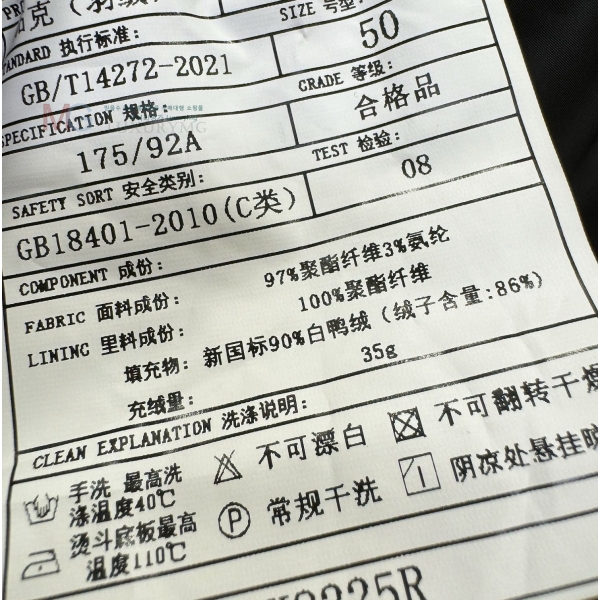 SIZE 号型:
STANDARD 执行标准:
50
GB/T14272-2021
GRADE 等级:
SPECIFICATION 规格:
合格品
175/92A
TEST 检验:
SAFETY SORT 安全类别:
08
GB18401-2010(C类)
COMPONENT 成份:
FABRIC 面料成份: 97%聚酯纤维3%氨纶
LINING 里料成份: 100%聚酯纤维
填充物: 新国标90%白鸭绒(绒子含量:86%)
充绒量: 35g
CLEAN EXPLANATION 洗涤说明:
手洗 最高洗涤温度40℃
不可漂白
不可翻转干燥
烫斗底板最高温度110℃
P 常规干洗
阴凉处悬挂晾